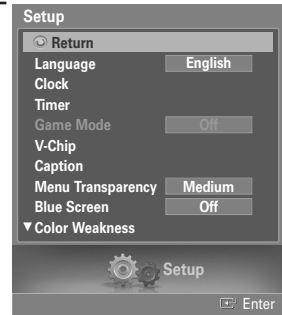 Setup
Return
Language English
Clock
Timer
Game Mode Off
V-Chip
Caption
Menu Transparency Medium
Blue Screen Off
▼Color Weakness
Setup
Enter